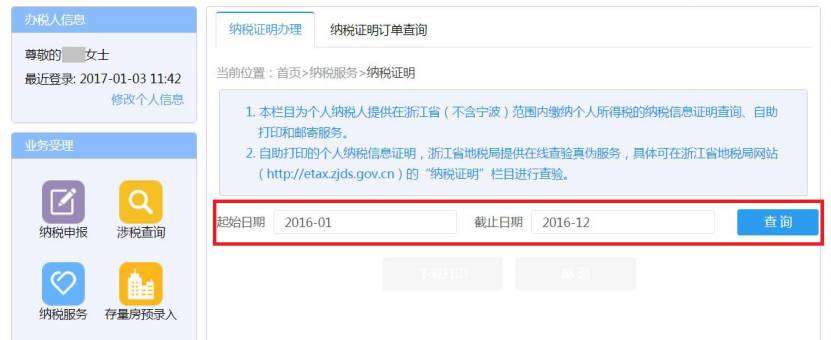 办税人信息
尊敬的 女士
最近登录: 2017-01-03 11:42
修改个人信息
业务受理
纳税申报
涉税查询
纳税服务
存量房预录入
纳税证明办理
纳税证明订单查询
当前位置：首页>纳税服务>纳税证明
1. 本栏目为个人纳税人提供在浙江省（不含宁波）范围内缴纳个人所得税的纳税信息证明查询、自助
打印和邮寄服务。
2. 自助打印的个人纳税信息证明，浙江省地税局提供在线查验真伪服务，具体可在浙江省地税局网站
（http://etax.zjds.gov.cn）的“纳税证明”栏目进行查验。
起始日期
2016-01
截止日期
2016-12
查 询